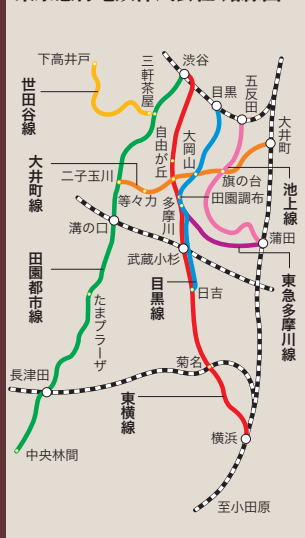 下高井戸
三軒茶屋
渋谷
目黒
五反田
大井町
世田谷線
自由が丘
大岡山
大井町線
二子玉川
等々力
旗の台
田園調布
池上線
多摩川
溝の口
蒲田
武蔵小杉
田園都市線
目黒線
日吉
東急多摩川線
たまプラーザ
菊名
長津田
東横線
横浜
中央林間
至小田原